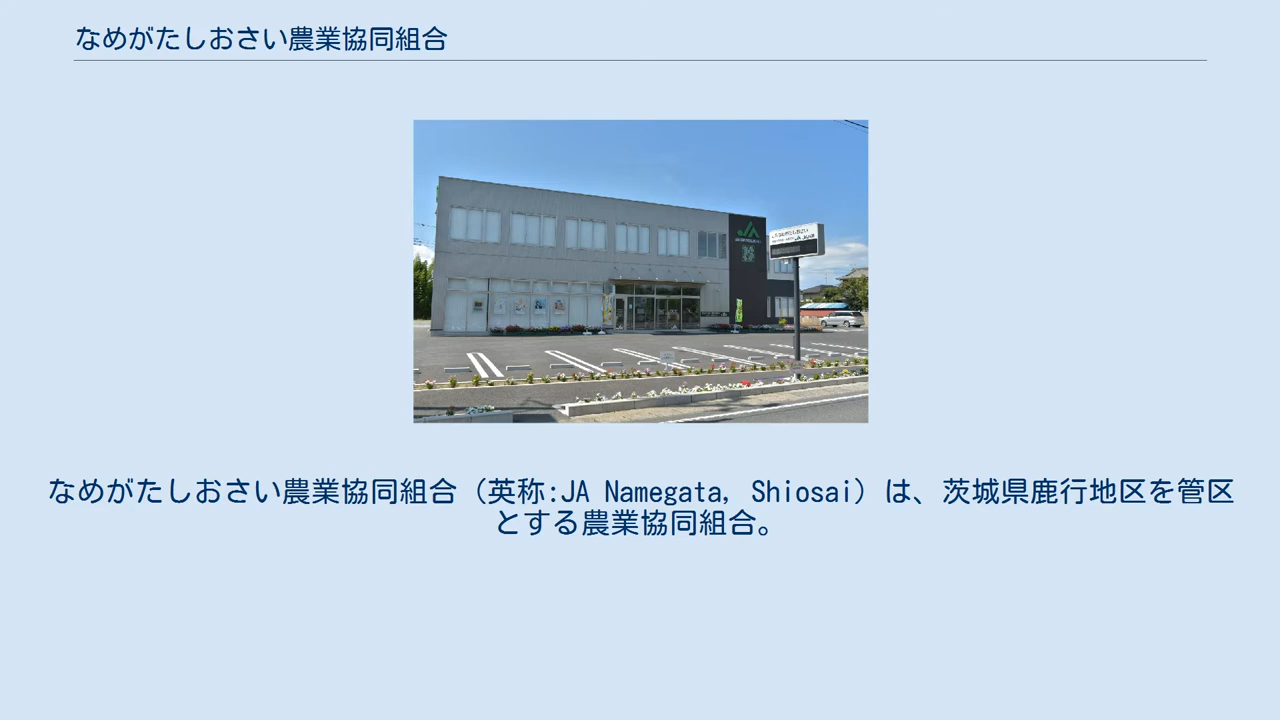 なめがたしおさい農業協同組合
JA
なめがたしおさい農業協同組合（英称:JA Namegata, Shiosai）は、茨城県鹿行地区を管区
とする農業協同組合。